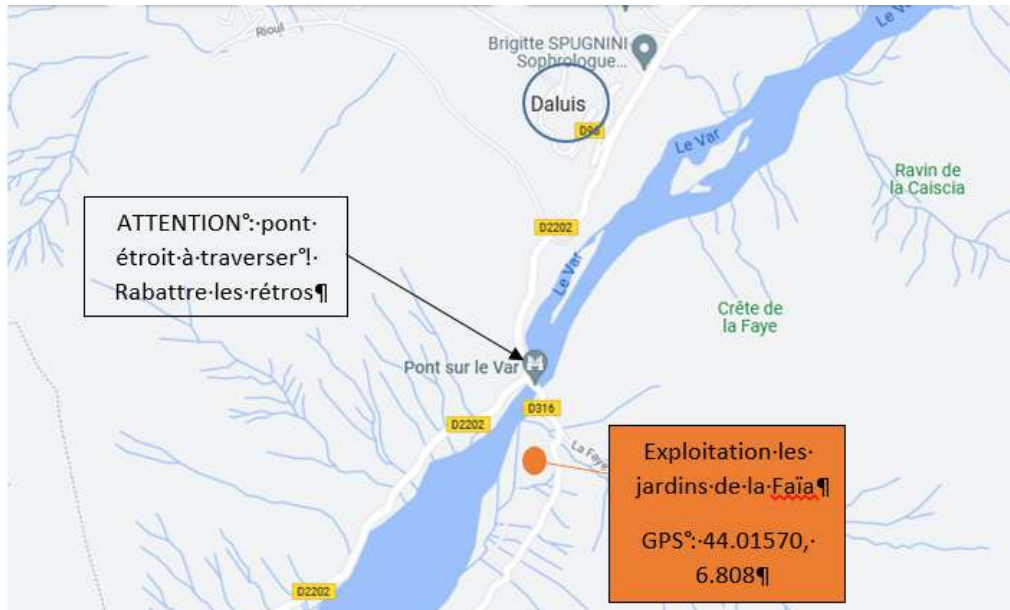 Rioul
Le Var
Brigitte SPUGNINI
Sophrologue...
Daluis
D98
Le Var
Ravin de
la Caiscia
ATTENTION°:·pont·
étroit·à·traverser°!·
Rabattre·les·rétros¶
D2202
Le Var
Crête de
la Faye
Pont sur le Var
D316
D2202
La Faye
Exploitation·les·
jardins·de·la·Faïa¶
GPS°:·44.01570,·
6.808¶
D2202